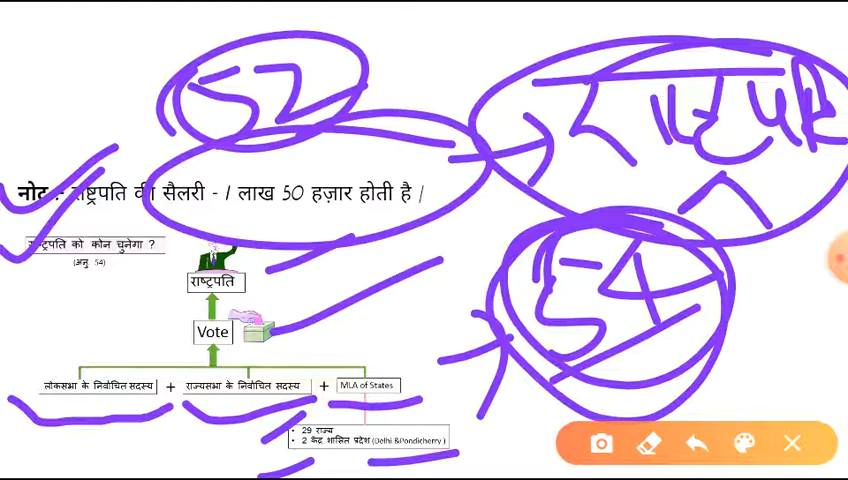 52
राष्ट्रपति
नोट :- राष्ट्रपति की सैलरी - 1 लाख 50 हज़ार होती है |
राष्ट्रपति को कौन चुनेगा ?
(अनु. 54)
54
राष्ट्रपति
Vote
लोकसभा के निर्वाचित सदस्य + राज्यसभा के निर्वाचित सदस्य + MLA of States
• 29 राज्य
• 2 केंद्र शासित प्रदेश (Delhi &Pondicherry )